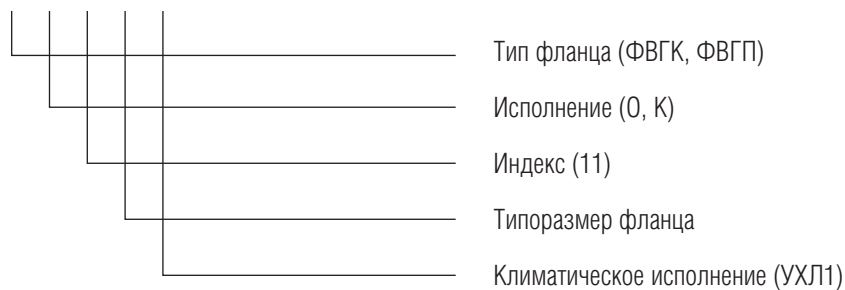 Тип фланца (ФВГК, ФВГП)
Исполнение (О, К)
Индекс (11)
Типоразмер фланца
Климатическое исполнение (УХЛ1)